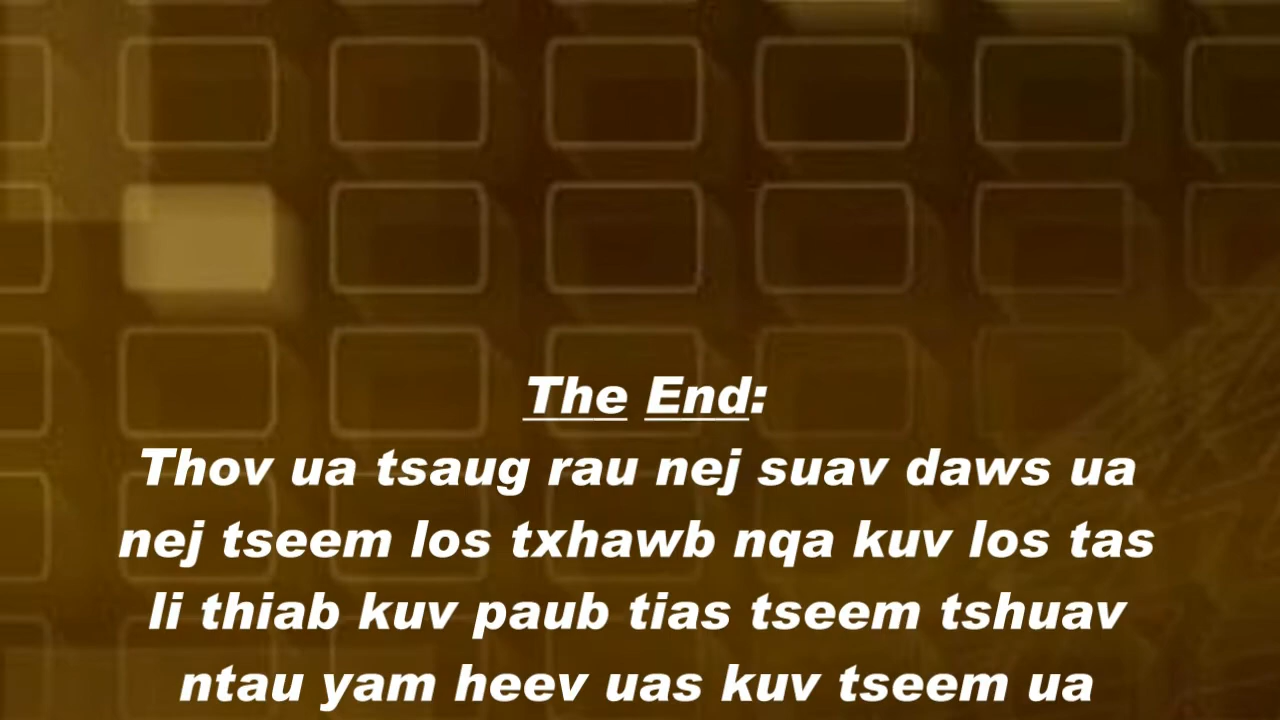 The End:
Thov ua tsaug rau nej suav daws ua
nej tseem los txhawb nqa kuv los tas
li thiab kuv paub tias tseem tshuav
ntau yam heev uas kuv tseem ua